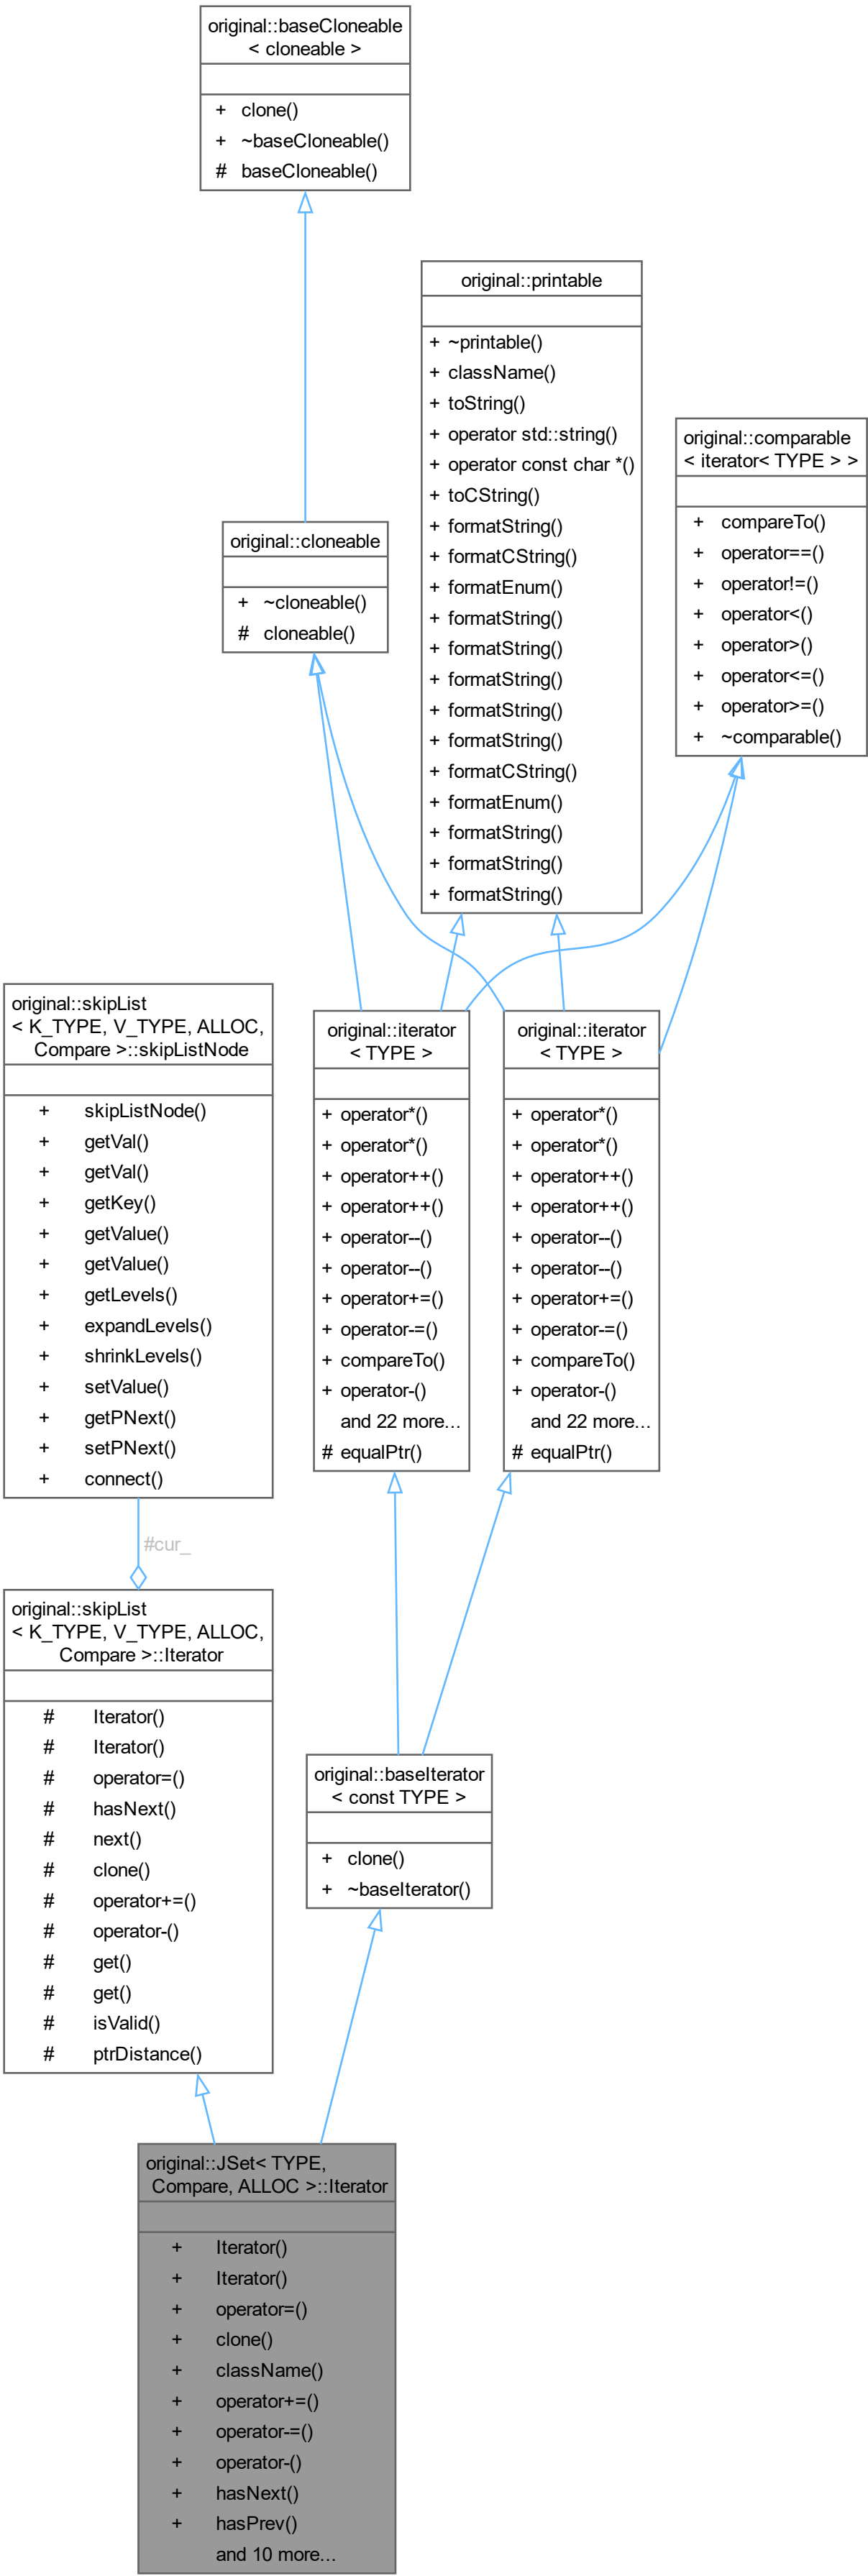 original::baseCloneable
< cloneable >
+ clone()
+ ~baseCloneable()
# baseCloneable()
original::printable
+ ~printable()
+ className()
+ toString()
+ operator std::string()
+ operator const char *()
+ toCString()
+ formatString()
+ formatCString()
+ formatEnum()
+ formatString()
+ formatString()
+ formatString()
+ formatString()
+ formatString()
+ formatCString()
+ formatEnum()
+ formatString()
+ formatString()
+ formatString()
original::comparable
< iterator< TYPE > >
+ compareTo()
+ operator==()
+ operator!=()
+ operator<()
+ operator>()
+ operator<=()
+ operator>=()
+ ~comparable()
original::cloneable
+ ~cloneable()
# cloneable()
original::skipList
< K_TYPE, V_TYPE, ALLOC,
Compare >::skipListNode
+ skipListNode()
+ getVal()
+ getVal()
+ getKey()
+ getValue()
+ getValue()
+ getLevels()
+ expandLevels()
+ shrinkLevels()
+ setValue()
+ getPNext()
+ setPNext()
+ connect()
original::iterator
< TYPE >
+ operator*()
+ operator*()
+ operator++()
+ operator++()
+ operator--()
+ operator--()
+ operator+=()
+ operator-=()
+ compareTo()
+ operator-()
and 22 more...
# equalPtr()
original::iterator
< TYPE >
+ operator*()
+ operator*()
+ operator++()
+ operator++()
+ operator--()
+ operator--()
+ operator+=()
+ operator-=()
+ compareTo()
+ operator-()
and 22 more...
# equalPtr()
#cur_
original::skipList
< K_TYPE, V_TYPE, ALLOC,
Compare >::Iterator
# Iterator()
# Iterator()
# operator=()
# hasNext()
# next()
# clone()
# operator+=()
# operator-()
# get()
# get()
# isValid()
# ptrDistance()
original::baseIterator
< const TYPE >
+ clone()
+ ~baseIterator()
original::JSet< TYPE,
Compare, ALLOC >::Iterator
+ Iterator()
+ Iterator()
+ operator=()
+ clone()
+ className()
+ operator+=()
+ operator-=()
+ operator-()
+ hasNext()
+ hasPrev()
and 10 more...